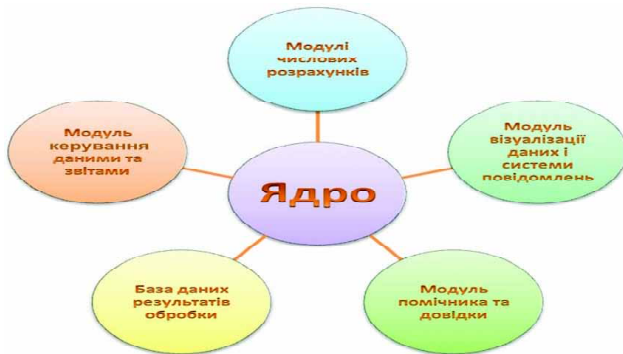 Модулі
числових
розрахунків
Модуль
керування
даними та
звітами
Модуль
візуалізації
даних і
системи
повідомлень
Ядро
База даних
результатів
обробки
Модуль
помічника та
довідки